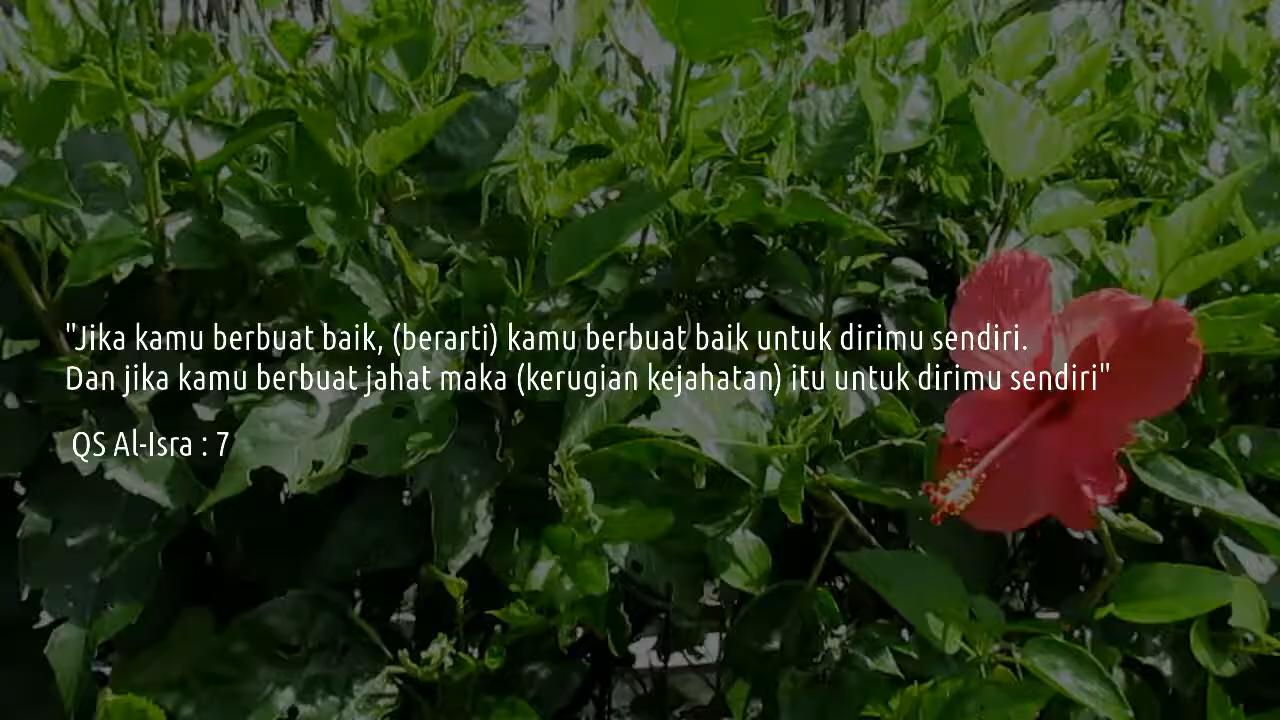 "Jika kamu berbuat baik, (berarti) kamu berbuat baik untuk dirimu sendiri.
Dan jika kamu berbuat jahat maka (kerugian kejahatan) itu untuk dirimu sendiri"
QS Al-Isra : 7